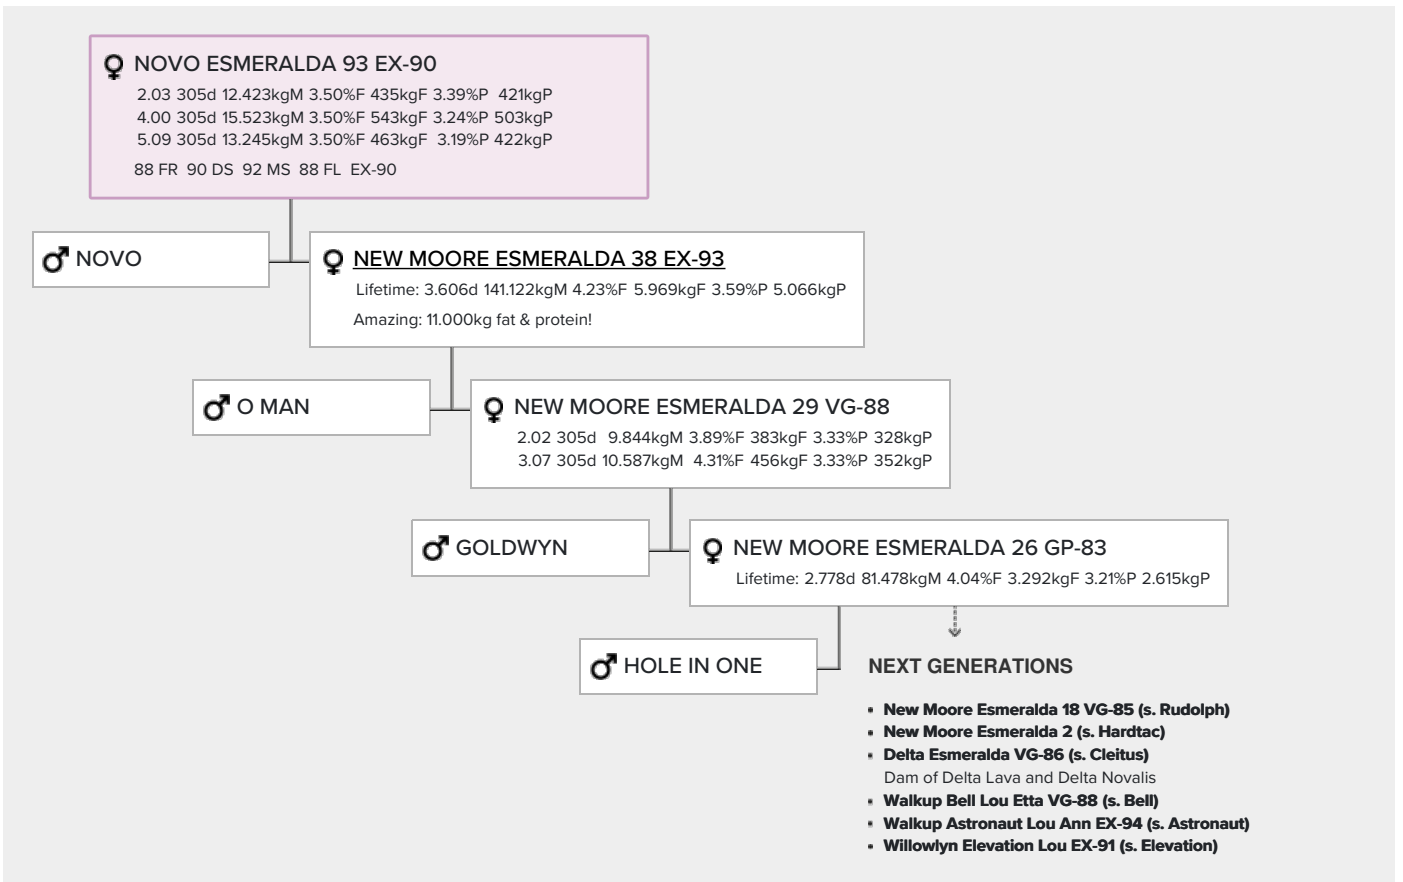 NOVO ESMERALDA 93 EX-90
2.03 305d 12.423kgM 3.50%F 435kgF 3.39%P 421kgP
4.00 305d 15.523kgM 3.50%F 543kgF 3.24%P 503kgP
5.09 305d 13.245kgM 3.50%F 463kgF 3.19%P 422kgP
88 FR 90 DS 92 MS 88 FL EX-90
NOVO
NEW MOORE ESMERALDA 38 EX-93
Lifetime: 3.606d 141.122kgM 4.23%F 5.969kgF 3.59%P 5.066kgP
Amazing: 11.000kg fat & protein!
O MAN
NEW MOORE ESMERALDA 29 VG-88
2.02 305d 9.844kgM 3.89%F 383kgF 3.33%P 328kgP
3.07 305d 10.587kgM 4.31%F 456kgF 3.33%P 352kgP
GOLDWYN
NEW MOORE ESMERALDA 26 GP-83
Lifetime: 2.778d 81.478kgM 4.04%F 3.292kgF 3.21%P 2.615kgP
HOLE IN ONE
NEXT GENERATIONS
• New Moore Esmeralda 18 VG-85 (s. Rudolph)
• New Moore Esmeralda 2 (s. Hardtac)
• Delta Esmeralda VG-86 (s. Cleitus)
Dam of Delta Lava and Delta Novalis
• Walkup Bell Lou Etta VG-88 (s. Bell)
• Walkup Astronaut Lou Ann EX-94 (s. Astronaut)
• Willowlyn Elevation Lou EX-91 (s. Elevation)